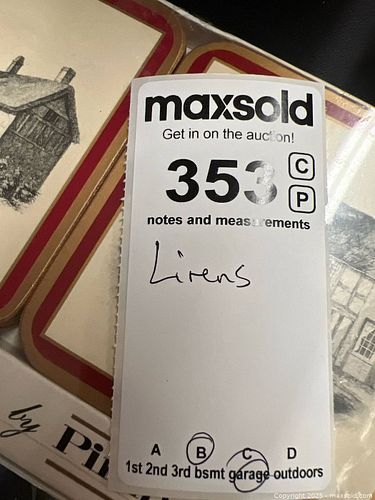 maxsold
Get in on the auction!
353 C
P
notes and measurements
Linens
by
A B C D
1st 2nd 3rd bsmt garage outdoors
Copyright 2025 - maxsold.com